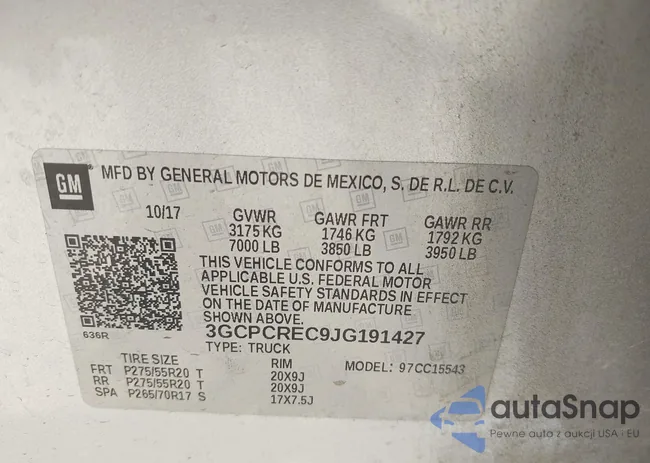 GM
MFD BY GENERAL MOTORS DE MEXICO, S. DE R.L. DE C.V.
10/17 GVWR GAWR FRT GAWR RR
3175 KG 1746 KG 1792 KG
7000 LB 3850 LB 3950 LB
THIS VEHICLE CONFORMS TO ALL
APPLICABLE U.S. FEDERAL MOTOR
VEHICLE SAFETY STANDARDS IN EFFECT
ON THE DATE OF MANUFACTURE
SHOWN ABOVE.
636R
3GCPCREC9JG191427
TYPE: TRUCK
MODEL: 97CC15543
TIRE SIZE RIM
FRT P275/55R20 T 20X9J
RR P275/55R20 T 20X9J
SPA P265/70R17 S 17X7.5J
autaSnap
Pewne auto z aukcji USA i EU